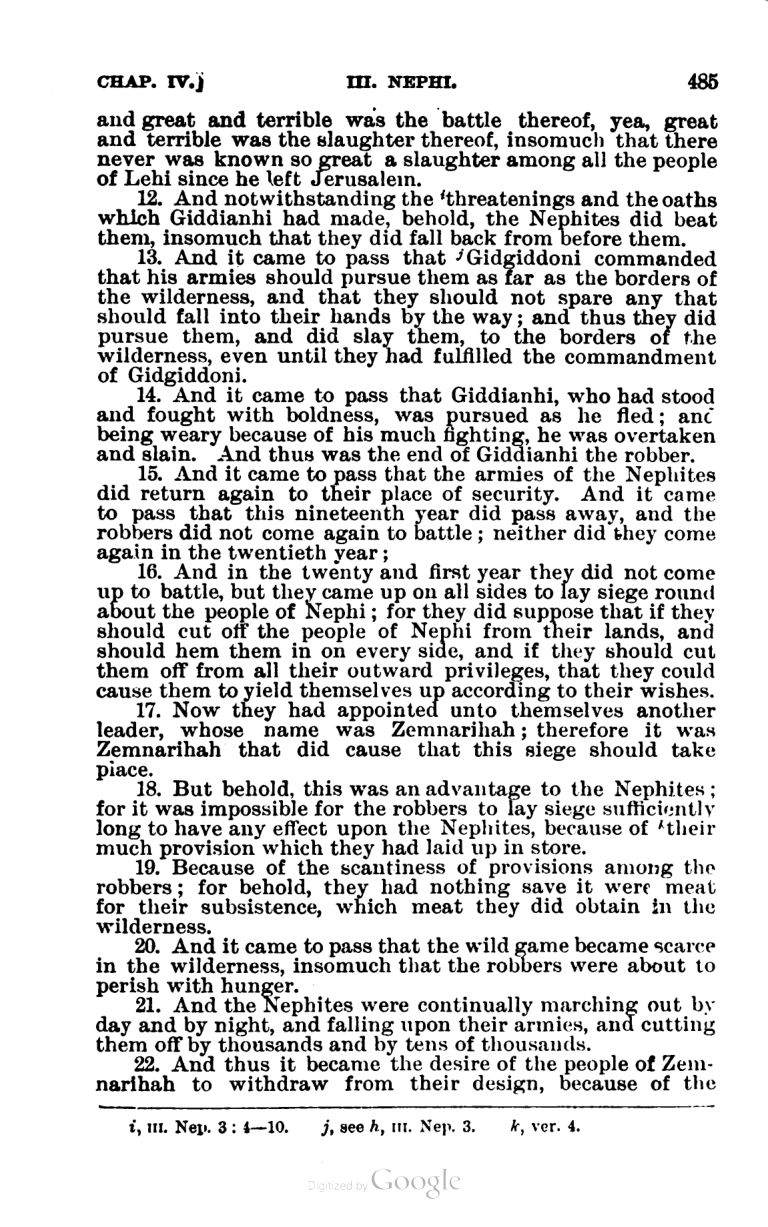 CHAP. IV.] III. NEPHI. 485
and great and terrible was the battle thereof, yea, great
and terrible was the slaughter thereof, insomuch that there
never was known so great a slaughter among all the people
of Lehi since he left Jerusalem.
12. And notwithstanding the ⁱthreatenings and the oaths
which Giddianhi had made, behold, the Nephites did beat
them, insomuch that they did fall back from before them.
13. And it came to pass that ʲGidgiddoni commanded
that his armies should pursue them as far as the borders of
the wilderness, and that they should not spare any that
should fall into their hands by the way; and thus they did
pursue them, and did slay them, to the borders of the
wilderness, even until they had fulfilled the commandment
of Gidgiddoni.
14. And it came to pass that Giddianhi, who had stood
and fought with boldness, was pursued as he fled; and
being weary because of his much fighting, he was overtaken
and slain. And thus was the end of Giddianhi the robber.
15. And it came to pass that the armies of the Nephites
did return again to their place of security. And it came
to pass that this nineteenth year did pass away, and the
robbers did not come again to battle; neither did they come
again in the twentieth year;
16. And in the twenty and first year they did not come
up to battle, but they came up on all sides to lay siege round
about the people of Nephi; for they did suppose that if they
should cut off the people of Nephi from their lands, and
should hem them in on every side, and if they should cut
them off from all their outward privileges, that they could
cause them to yield themselves up according to their wishes.
17. Now they had appointed unto themselves another
leader, whose name was Zemnarihah; therefore it was
Zemnarihah that did cause that this siege should take
place.
18. But behold, this was an advantage to the Nephites;
for it was impossible for the robbers to lay siege sufficiently
long to have any effect upon the Nephites, because of ᵏtheir
much provision which they had laid up in store.
19. Because of the scantiness of provisions among the
robbers; for behold, they had nothing save it were meat
for their subsistence, which meat they did obtain in the
wilderness.
20. And it came to pass that the wild game became scarce
in the wilderness, insomuch that the robbers were about to
perish with hunger.
21. And the Nephites were continually marching out by
day and by night, and falling upon their armies, and cutting
them off by thousands and by tens of thousands.
22. And thus it became the desire of the people of Zem-
narihah to withdraw from their design, because of the
i, III. Nep. 3: 4—10. j, see h, III. Nep. 3. k, ver. 4.
Digitized by Google